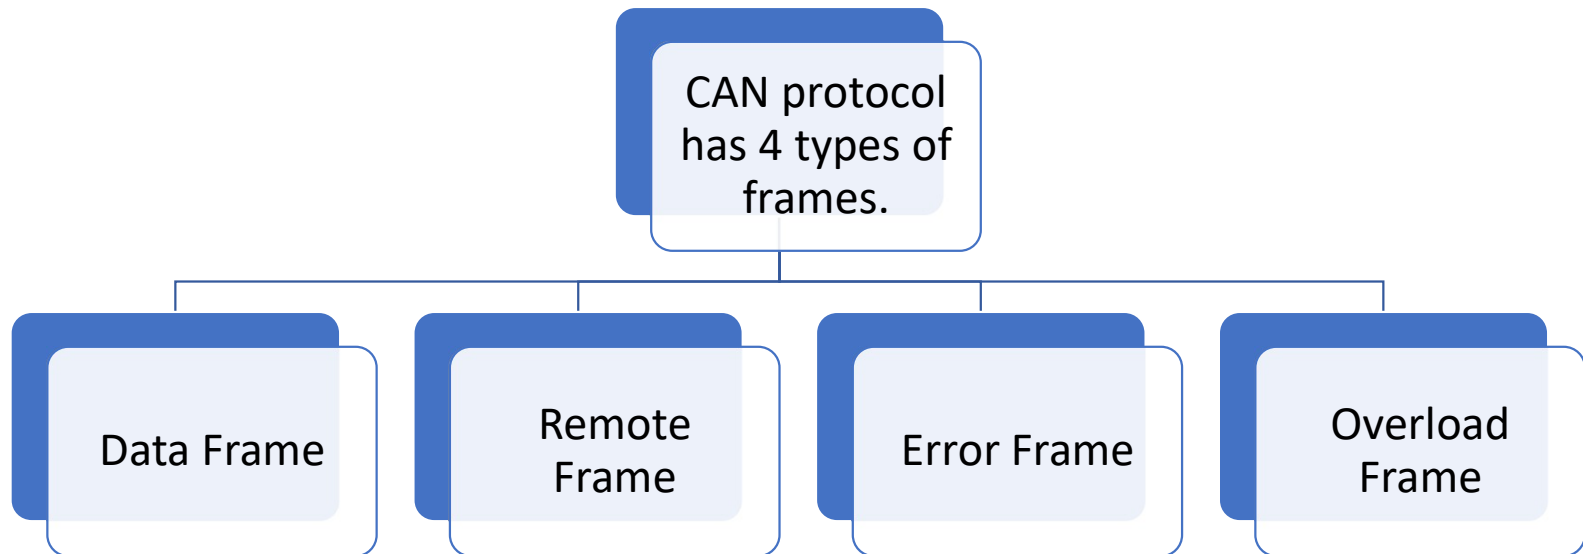 CAN protocol
has 4 types of
frames.
Data Frame
Remote
Frame
Error Frame
Overload
Frame